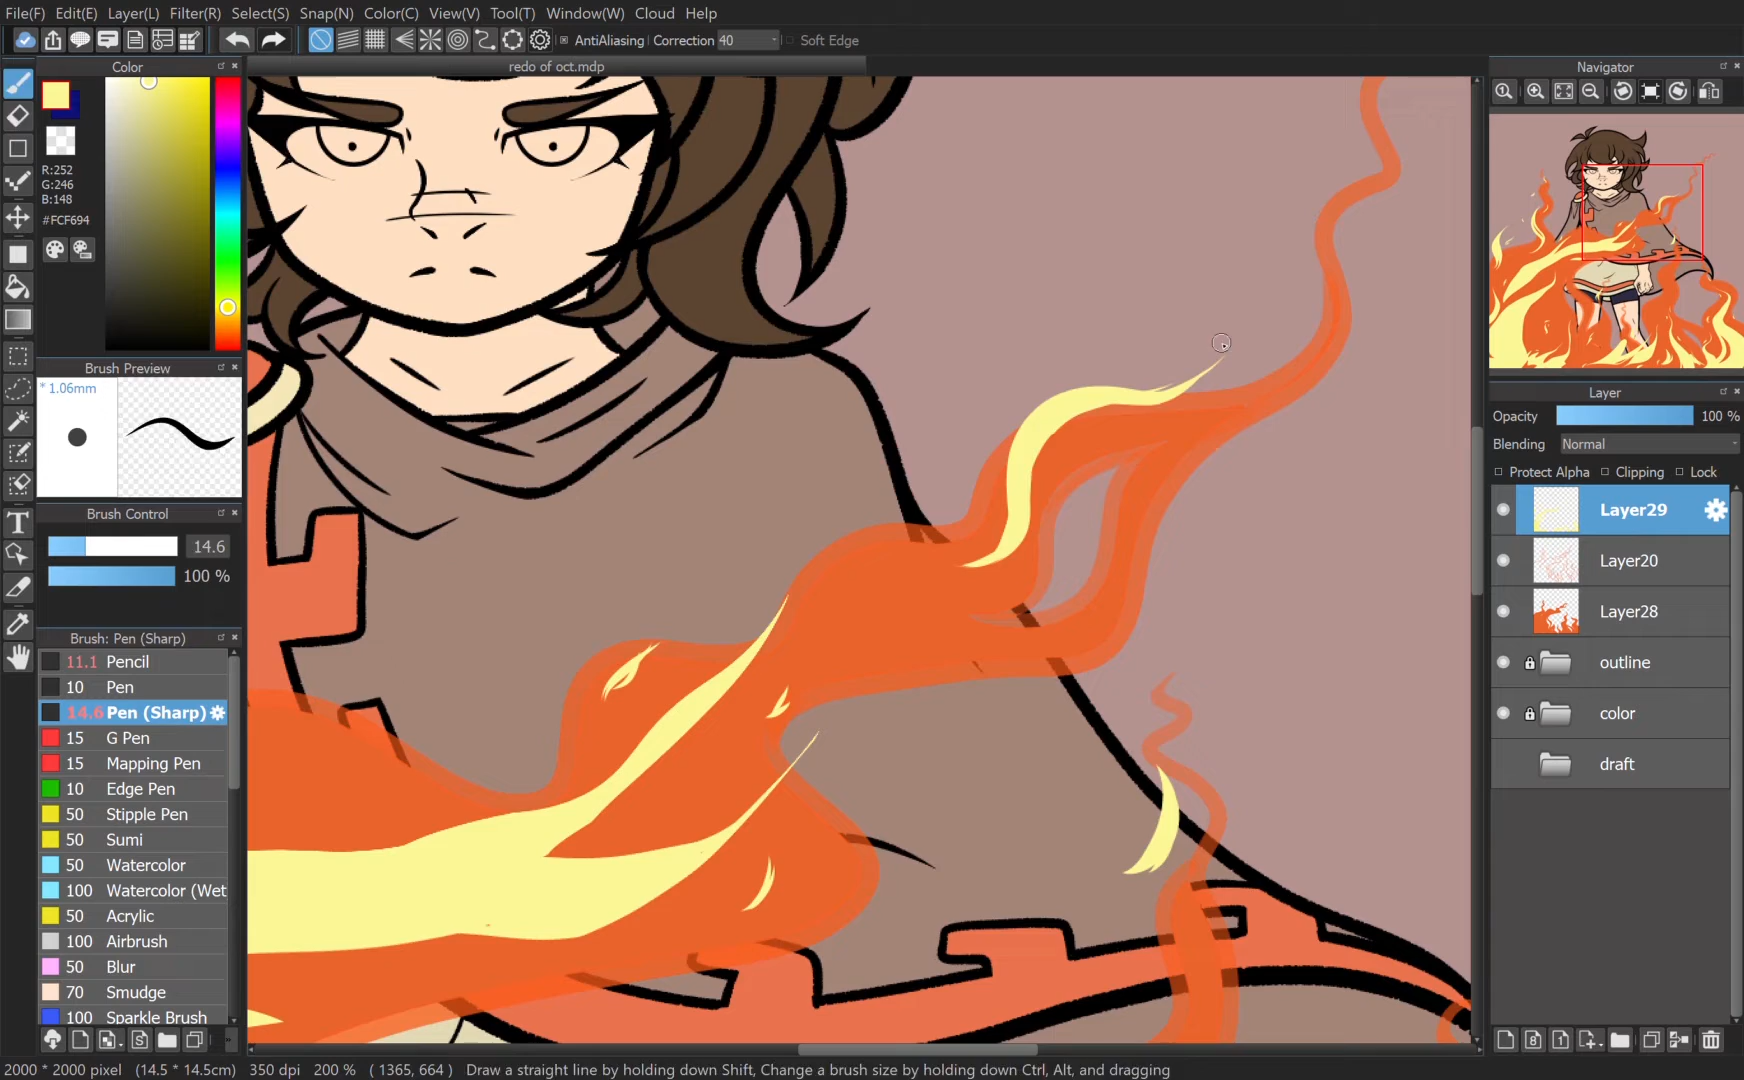 File(F) Edit(E) Layer(L) Filter(R) Select(S) Snap(N) Color(C) View(V) Tool(T) Window(W) Cloud Help
AntiAliasing Correction 40 Soft Edge
Color
redo of oct.mdp
Navigator
R:252
G:246
B:148
#FCF694
Brush Preview
* 1.06mm
Brush Control
14.6
100 %
Brush: Pen (Sharp)
11.1 Pencil
10 Pen
14.6 Pen (Sharp)
15 G Pen
15 Mapping Pen
10 Edge Pen
50 Stipple Pen
50 Sumi
50 Watercolor
100 Watercolor (Wet
50 Acrylic
100 Airbrush
50 Blur
70 Smudge
100 Sparkle Brush
Layer
Opacity 100 %
Blending Normal
Protect Alpha Clipping Lock
Layer29
Layer20
Layer28
outline
color
draft
2000 * 2000 pixel (14.5 * 14.5cm) 350 dpi 200 % ( 1365, 664 ) Draw a straight line by holding down Shift, Change a brush size by holding down Ctrl, Alt, and dragging